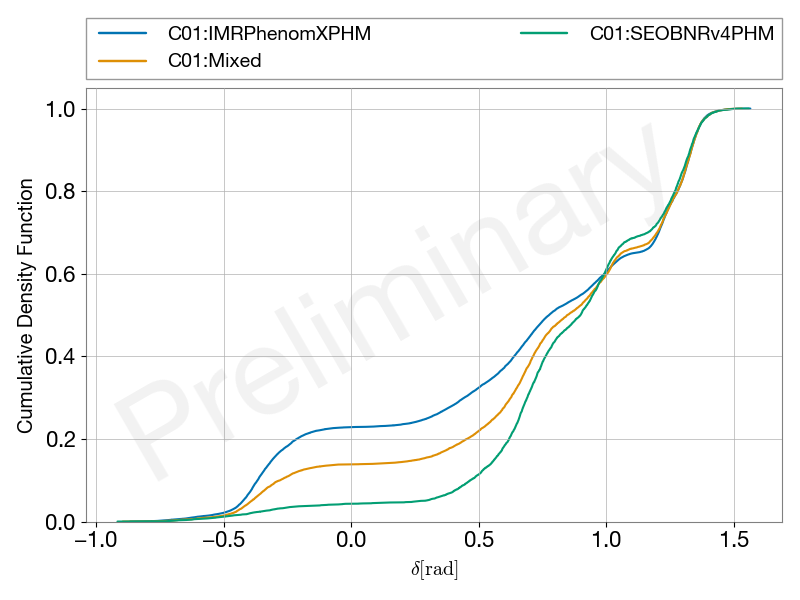 C01:IMRPhenomXPHM
C01:Mixed
C01:SEOBNRv4PHM
Preliminary
Cumulative Density Function
1.0
0.8
0.6
0.4
0.2
0.0
−1.0 −0.5 0.0 0.5 1.0 1.5
δ[rad]